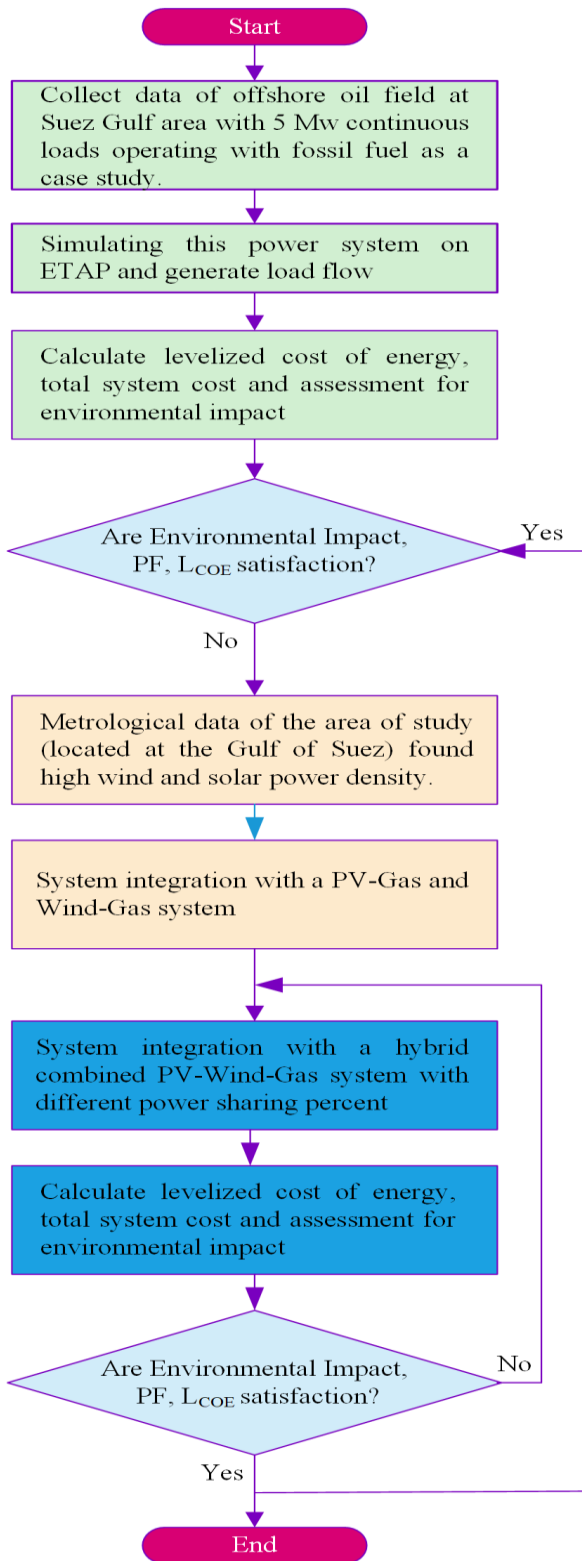 Start
Collect data of offshore oil field at
Suez Gulf area with 5 Mw continuous
loads operating with fossil fuel as a
case study.
Simulating this power system on
ETAP and generate load flow
Calculate levelized cost of energy,
total system cost and assessment for
environmental impact
Are Environmental Impact,
PF, LCOE satisfaction?
Yes
No
Metrological data of the area of study
(located at the Gulf of Suez) found
high wind and solar power density.
System integration with a PV-Gas and
Wind-Gas system
System integration with a hybrid
combined PV-Wind-Gas system with
different power sharing percent
Calculate levelized cost of energy,
total system cost and assessment for
environmental impact
Are Environmental Impact,
PF, LCOE satisfaction?
No
Yes
End